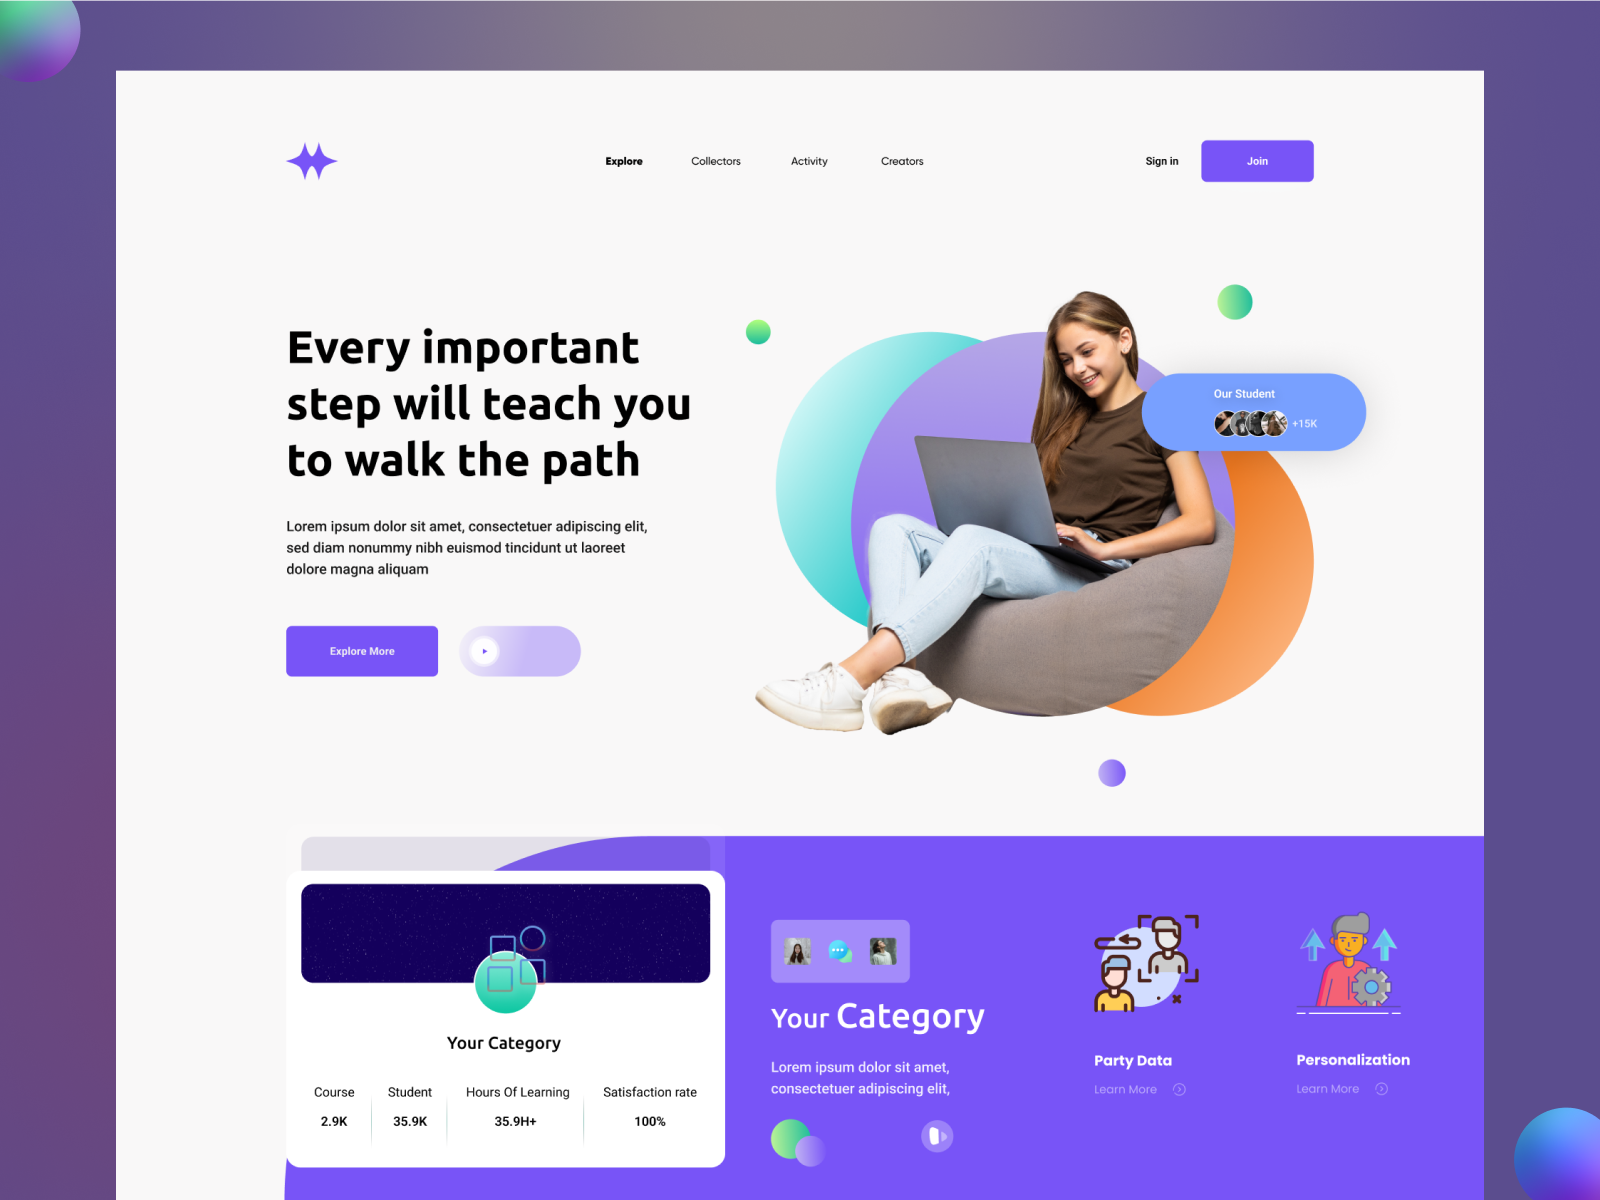 Explore
Collectors
Activity
Creators
Sign in
Join
Every important
step will teach you
to walk the path
Lorem ipsum dolor sit amet, consectetuer adipiscing elit,
sed diam nonummy nibh euismod tincidunt ut laoreet
dolore magna aliquam
Explore More
Our Student
+15K
Your Category
Course
Student
Hours Of Learning
Satisfaction rate
2.9K
35.9K
35.9H+
100%
Your Category
Lorem ipsum dolor sit amet,
consectetuer adipiscing elit,
Party Data
Learn More
Personalization
Learn More